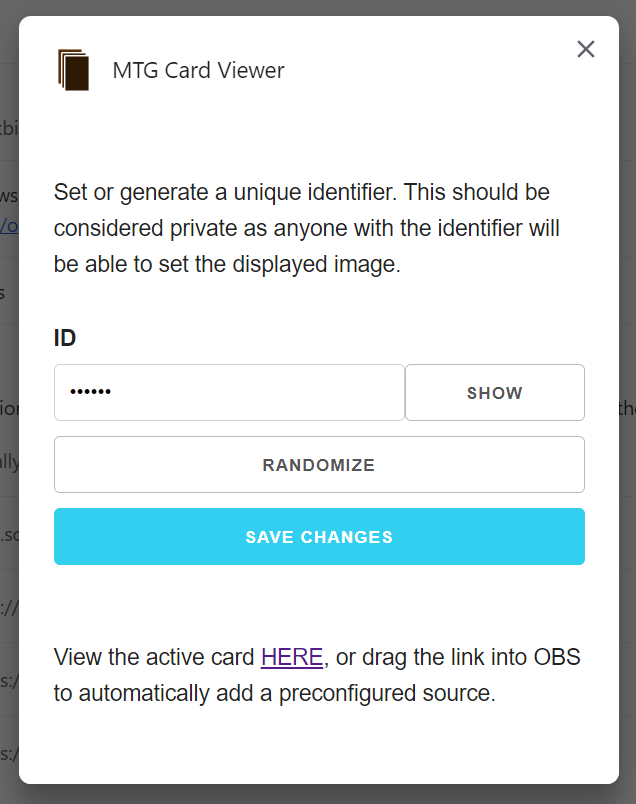 MTG Card Viewer
Set or generate a unique identifier. This should be
considered private as anyone with the identifier will
be able to set the displayed image.
ID
••••••
SHOW
RANDOMIZE
SAVE CHANGES
View the active card HERE, or drag the link into OBS
to automatically add a preconfigured source.